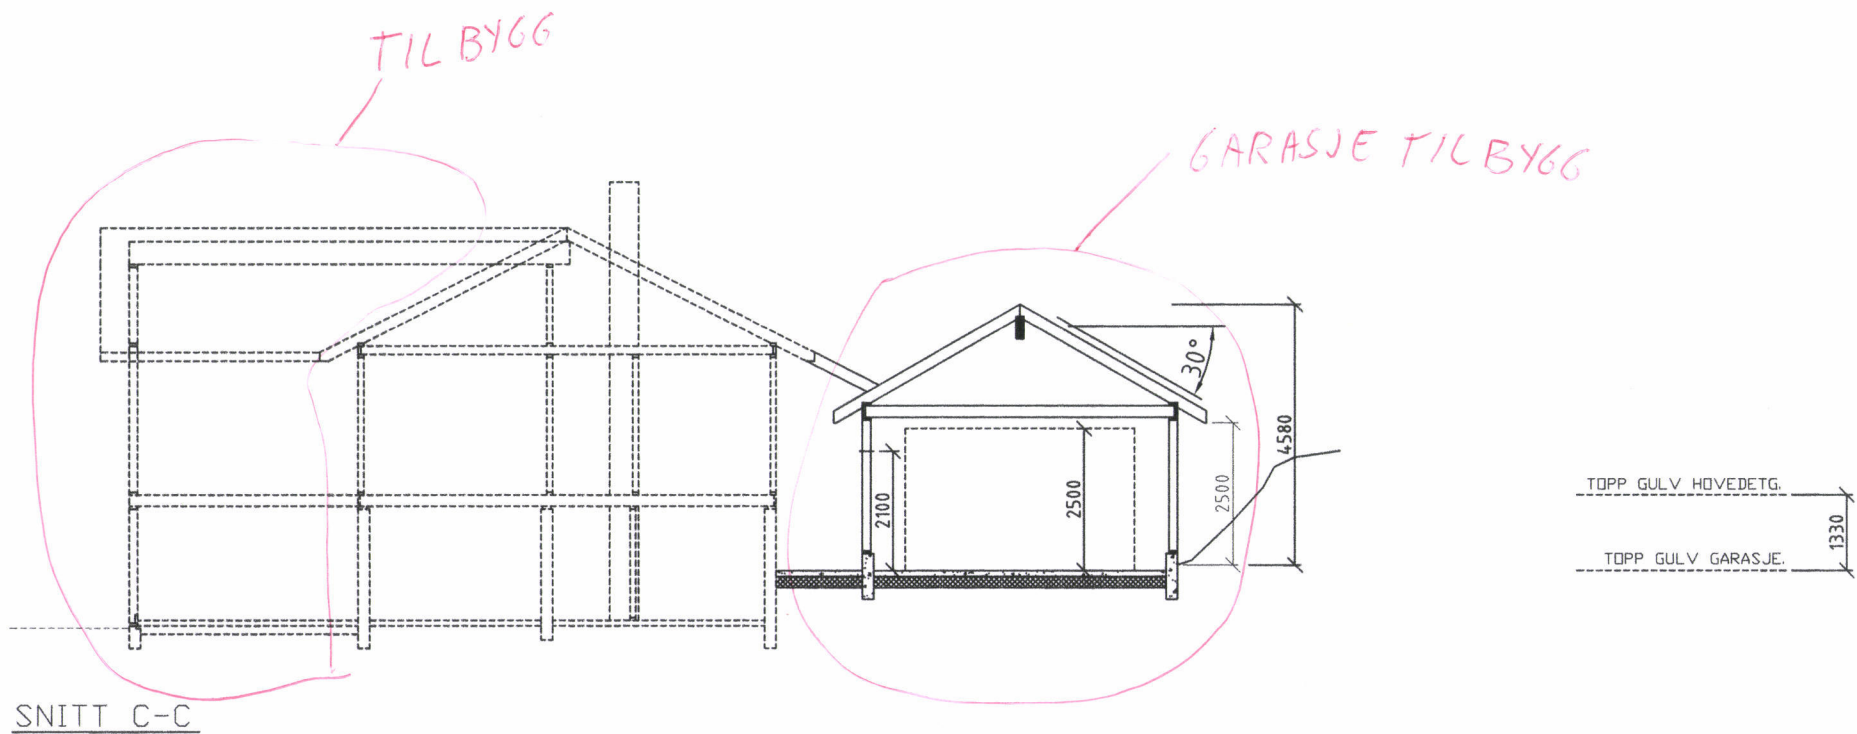 TILBYGG
GARASJE TILBYGG
30°
4580
2100
2500
2500
TOPP GULV HOVEDETG.
1330
TOPP GULV GARASJE.
SNITT C-C